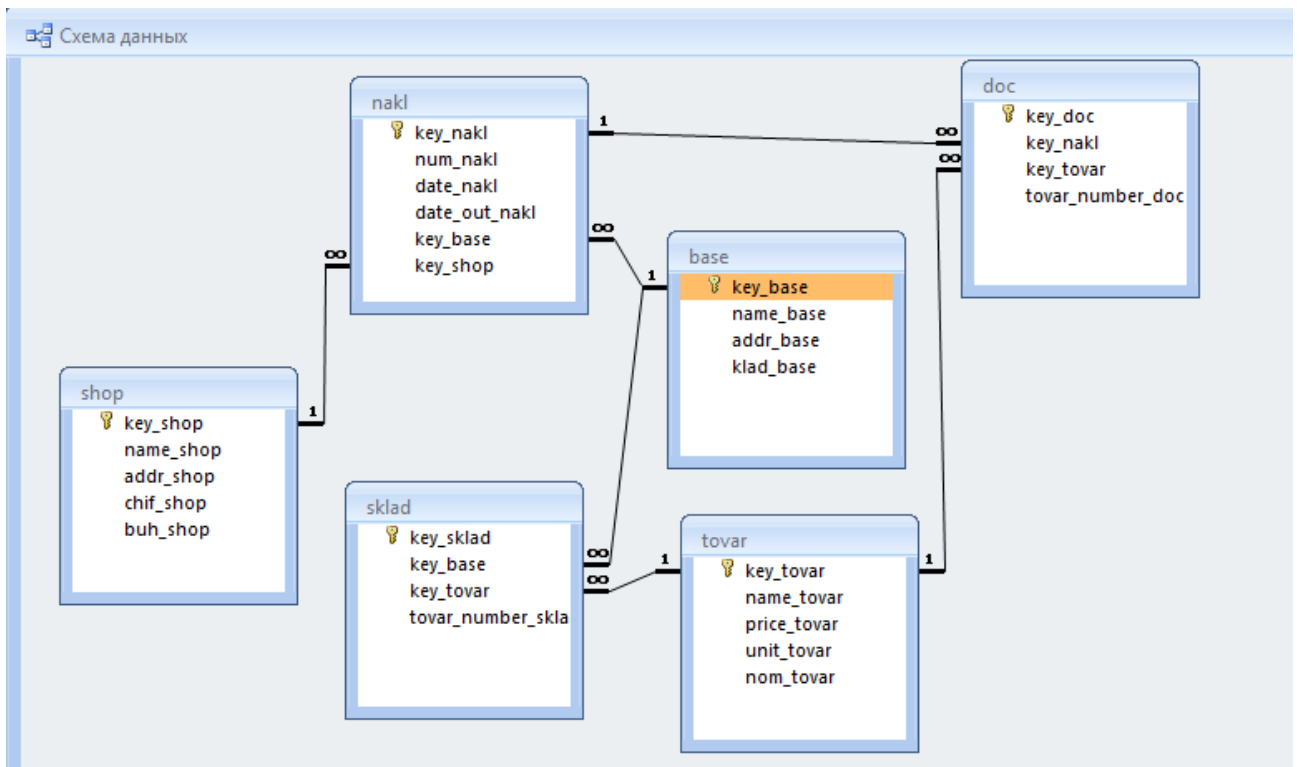 Схема данных
nakl
key_nakl
num_nakl
date_nakl
date_out_nakl
key_base
key_shop
1
∞
∞
doc
key_doc
key_nakl
key_tovar
tovar_number_doc
∞
∞
base
key_base
name_base
addr_base
klad_base
1
shop
key_shop
name_shop
addr_shop
chif_shop
buh_shop
1
sklad
key_sklad
key_base
key_tovar
tovar_number_skla
∞
∞
tovar
key_tovar
name_tovar
price_tovar
unit_tovar
nom_tovar
1
1